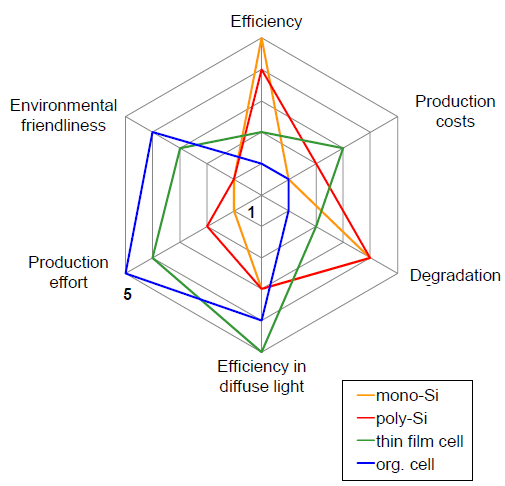 Efficiency
Environmental
friendliness
Production
costs
1
Production
effort
5
Degradation
Efficiency in
diffuse light
mono-Si
poly-Si
thin film cell
org. cell